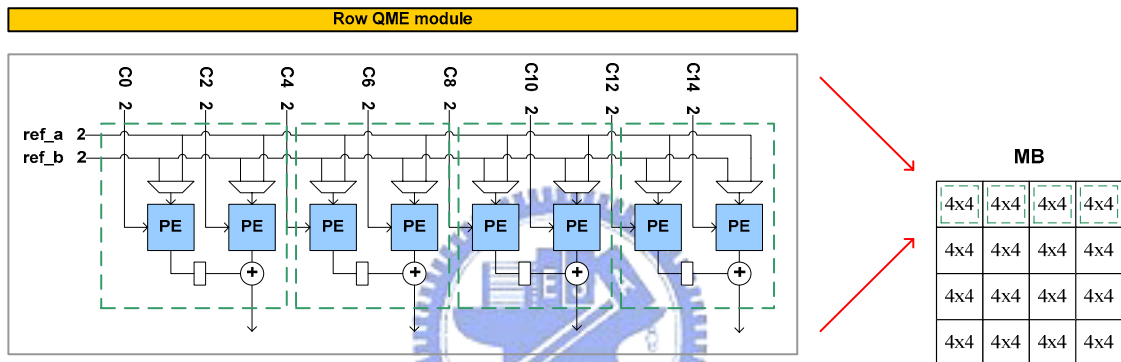 Row QME module
C0 C2 C4 C6 C8 C10 C12 C14
2 2 2 2 2 2 2 2
ref_a 2
ref_b 2
PE PE PE PE PE PE PE PE
+ + + +
MB
4x4 4x4 4x4 4x4
4x4 4x4 4x4 4x4
4x4 4x4 4x4 4x4
4x4 4x4 4x4 4x4